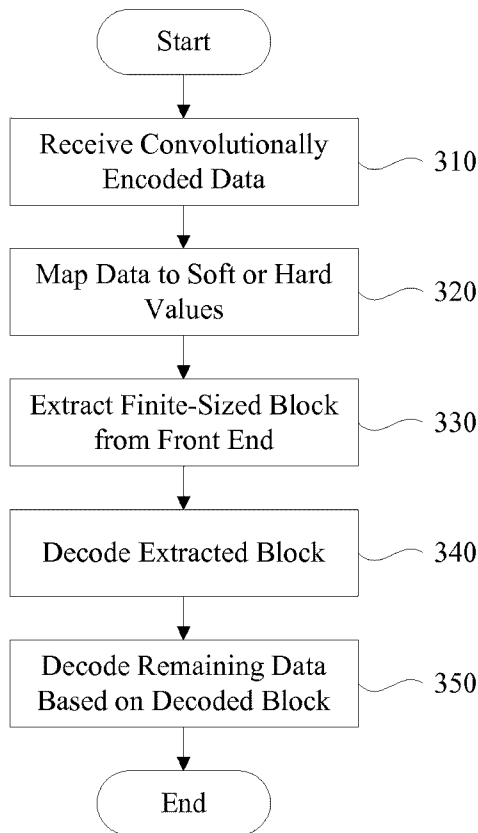 Start
Receive Convolutionally
Encoded Data
310
Map Data to Soft or Hard
Values
320
Extract Finite-Sized Block
from Front End
330
Decode Extracted Block
340
Decode Remaining Data
Based on Decoded Block
350
End